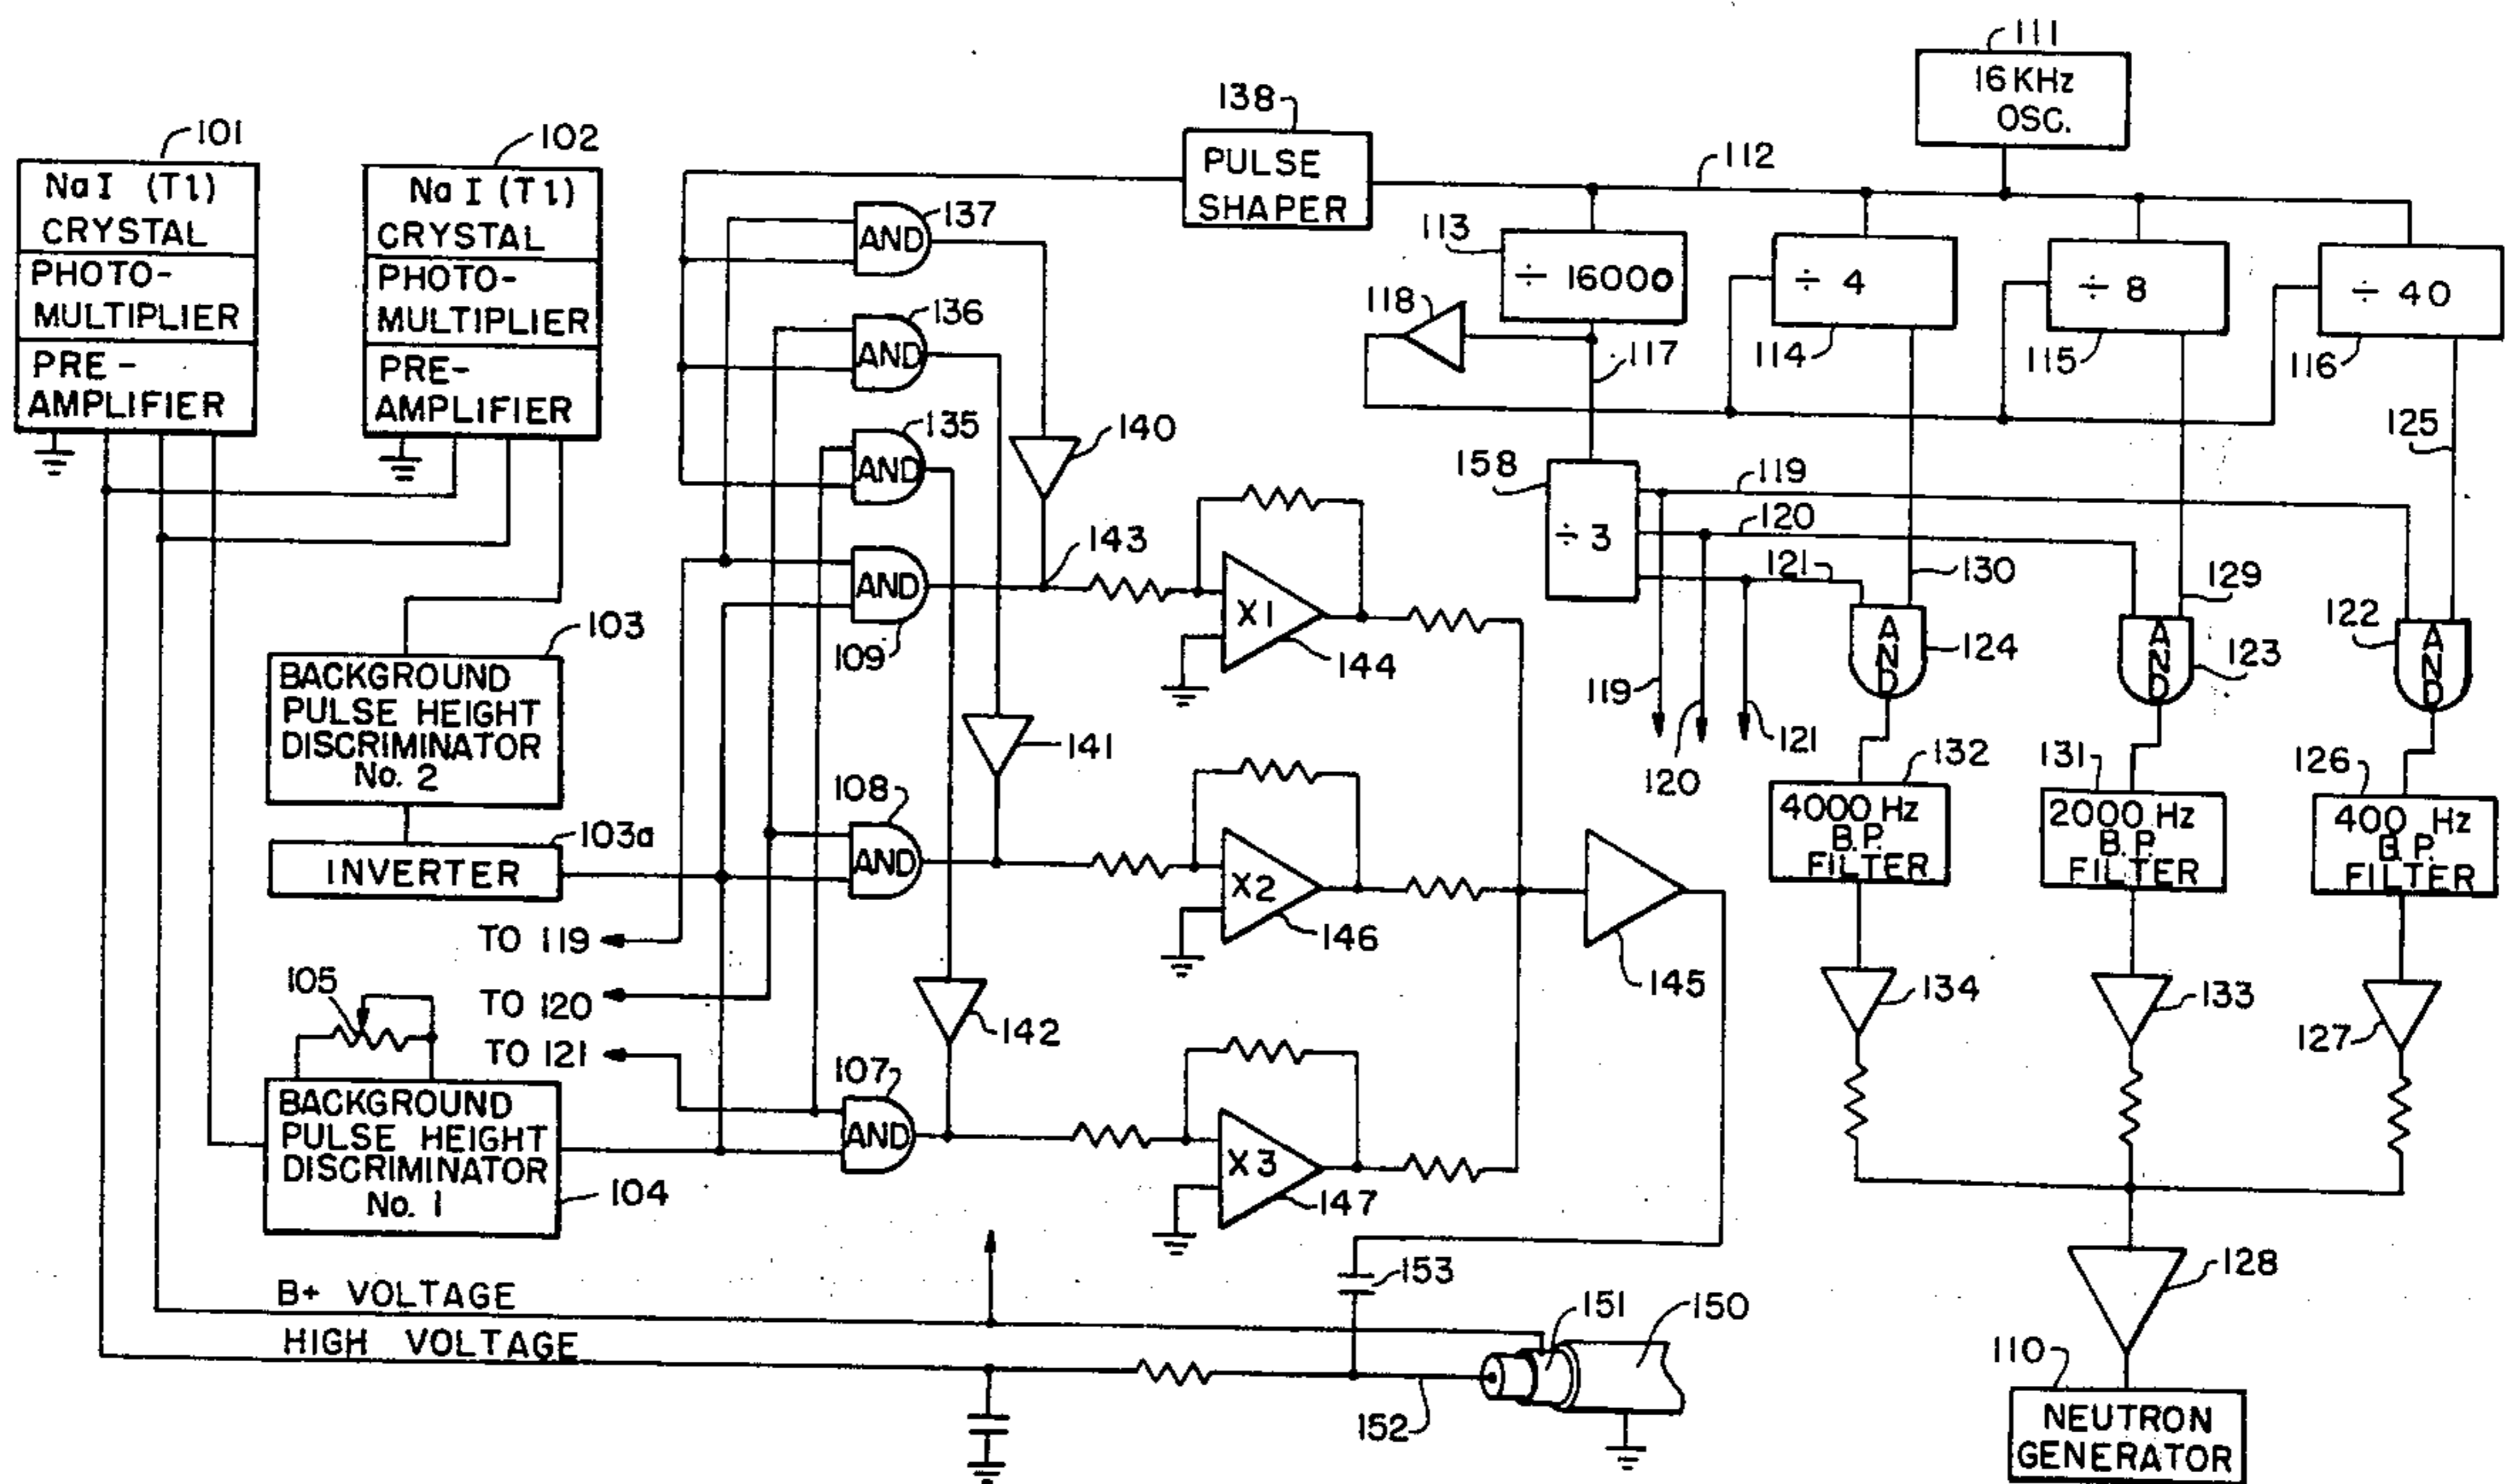 111
16 KHz
OSC.
138
PULSE
SHAPER
112
101
NaI (Tl)
CRYSTAL
PHOTO-
MULTIPLIER
PRE-
AMPLIFIER
102
NaI (Tl)
CRYSTAL
PHOTO-
MULTIPLIER
PRE-
AMPLIFIER
137
AND
136
AND
135
AND
140
113
÷ 16000
÷ 4
114
÷ 8
115
÷ 40
116
118
117
125
158
÷ 3
119
120
121
130
129
122
AND
124
AND
123
AND
119
120
121
143
AND
109
X1
144
103
BACKGROUND
PULSE HEIGHT
DISCRIMINATOR
No. 2
103a
INVERTER
141
108
AND
X2
146
145
132
4000 Hz
B.P.
FILTER
131
2000 Hz
B.P.
FILTER
126
400 Hz
B.P.
FILTER
TO 119
TO 120
TO 121
105
142
134
133
127
BACKGROUND
PULSE HEIGHT
DISCRIMINATOR
No. 1
104
107
AND
X3
147
B+ VOLTAGE
HIGH VOLTAGE
153
151
150
152
128
110
NEUTRON
GENERATOR